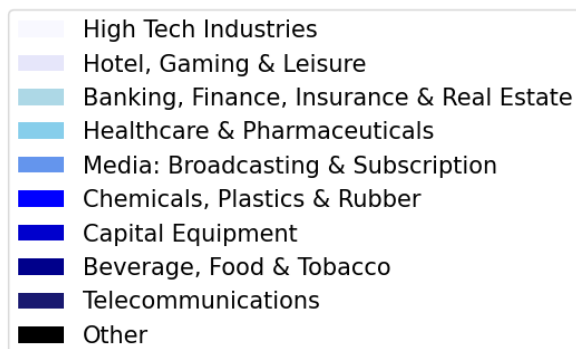 High Tech Industries
Hotel, Gaming & Leisure
Banking, Finance, Insurance & Real Estate
Healthcare & Pharmaceuticals
Media: Broadcasting & Subscription
Chemicals, Plastics & Rubber
Capital Equipment
Beverage, Food & Tobacco
Telecommunications
Other